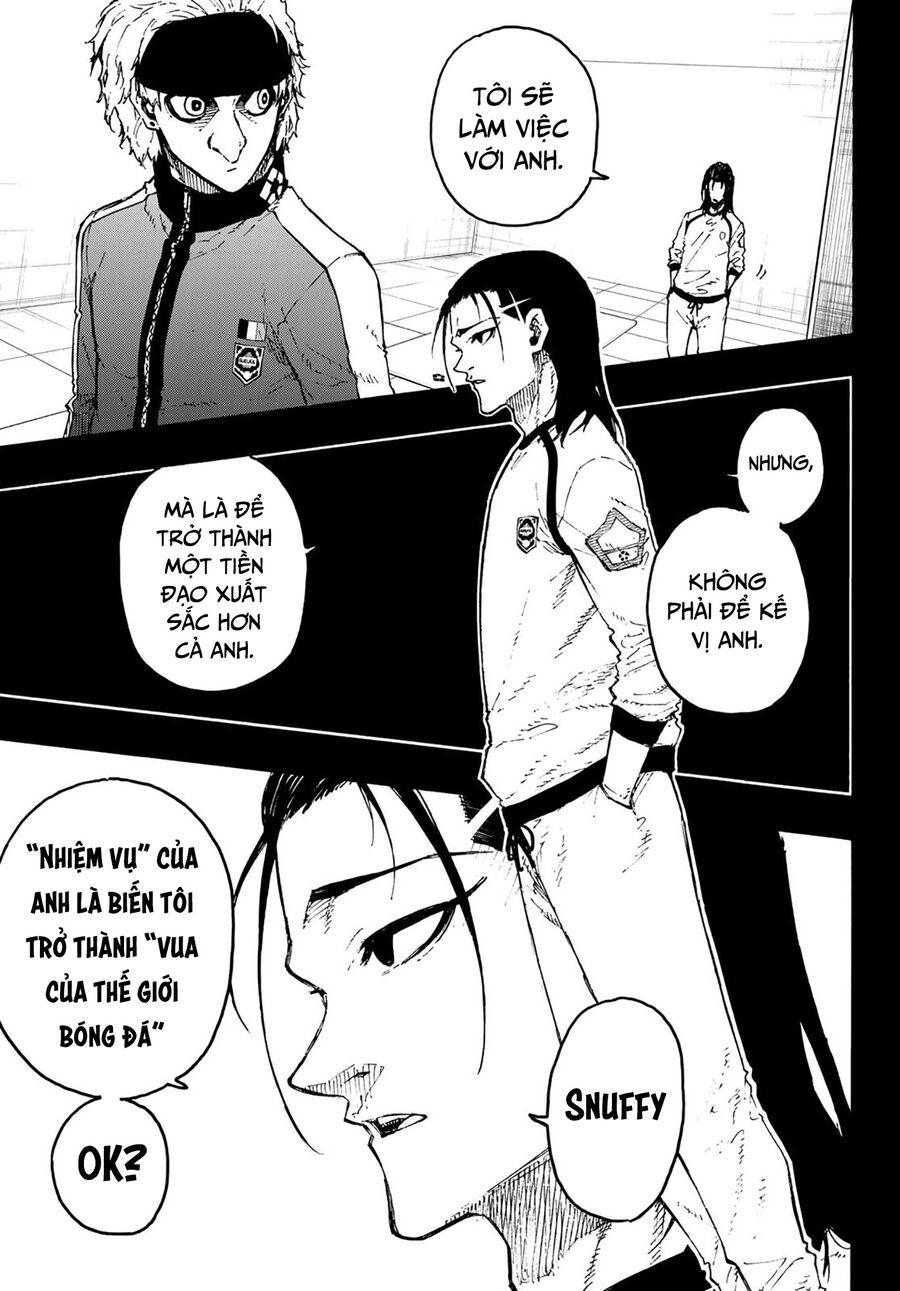 TÔI SẼ
LÀM VIỆC
VỚI ANH.
NHƯNG,
KHÔNG
PHẢI ĐỂ KẾ
VỊ ANH.
MÀ LÀ ĐỂ
TRỞ THÀNH
MỘT TIỀN
ĐẠO XUẤT
SẮC HƠN
CẢ ANH.
SNUFFY
“NHIỆM VỤ” CỦA
ANH LÀ BIẾN TÔI
TRỞ THÀNH “VUA
CỦA THẾ GIỚI
BÓNG ĐÁ”
OK?